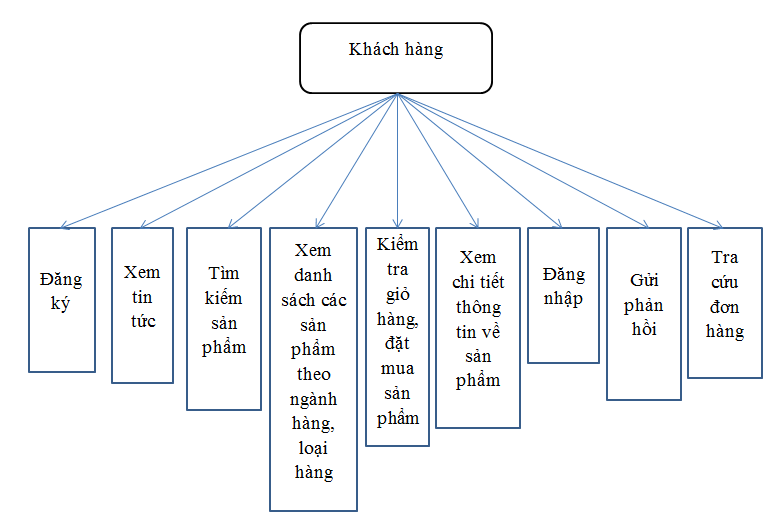 Khách hàng
Đăng
ký
Xem
tin
tức
Tìm
kiếm
sản
phẩm
Xem
danh
sách các
sản
phẩm
theo
ngành
hàng,
loại
hàng
Kiểm
tra
giỏ
hàng,
đặt
mua
sản
phẩm
Xem
chi tiết
thông
tin về
sản
phẩm
Đăng
nhập
Gửi
phản
hồi
Tra
cứu
đơn
hàng